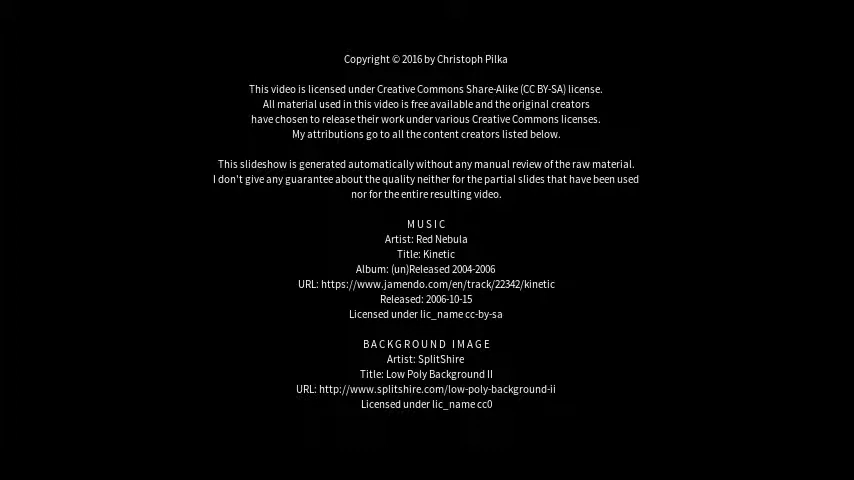 Copyright © 2016 by Christoph Pilka
This video is licensed under Creative Commons Share-Alike (CC BY-SA) license.
All material used in this video is free available and the original creators
have chosen to release their work under various Creative Commons licenses.
My attributions go to all the content creators listed below.
This slideshow is generated automatically without any manual review of the raw material.
I don't give any guarantee about the quality neither for the partial slides that have been used
nor for the entire resulting video.
MUSIC
Artist: Red Nebula
Title: Kinetic
Album: (un)Released 2004-2006
URL: https://www.jamendo.com/en/track/22342/kinetic
Released: 2006-10-15
Licensed under lic_name cc-by-sa
BACKGROUND IMAGE
Artist: SplitShire
Title: Low Poly Background II
URL: http://www.splitshire.com/low-poly-background-ii
Licensed under lic_name cc0